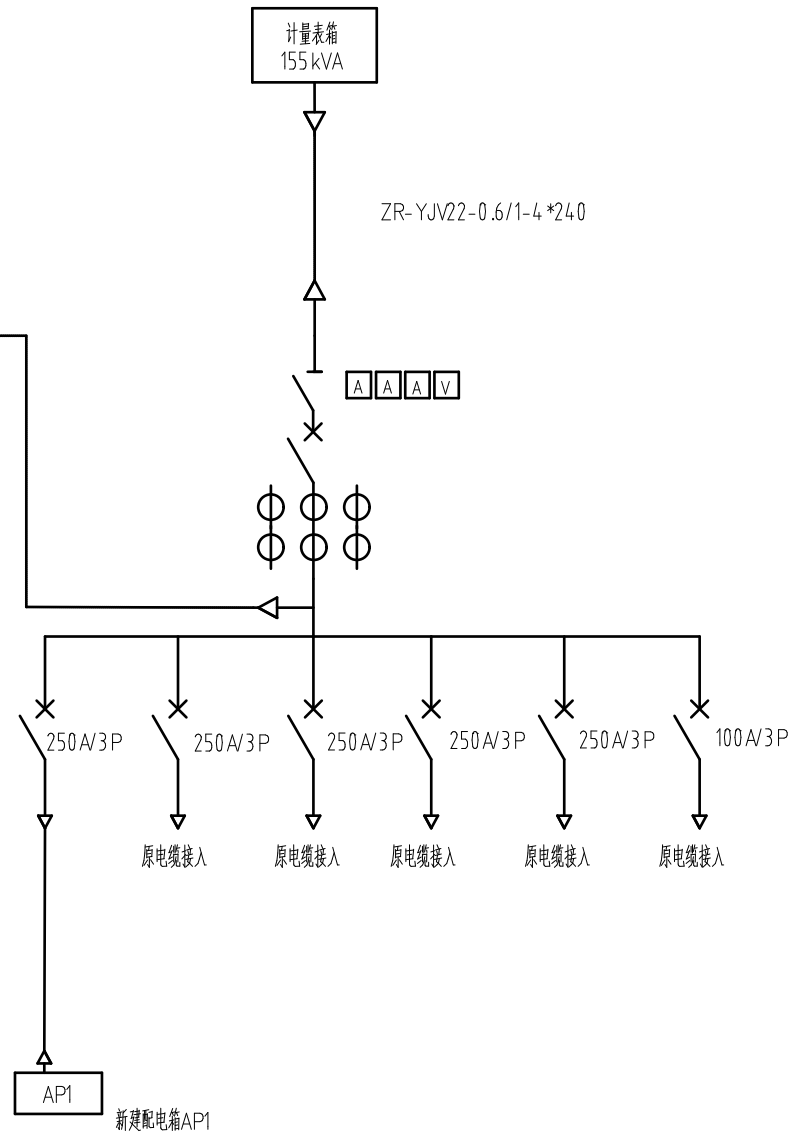 计量表箱
155kVA
ZR-YJV22-0.6/1-4*240
A A A V
250A/3P 250A/3P 250A/3P 250A/3P 250A/3P 100A/3P
原电缆接入 原电缆接入 原电缆接入 原电缆接入 原电缆接入
AP1
新建配电箱AP1